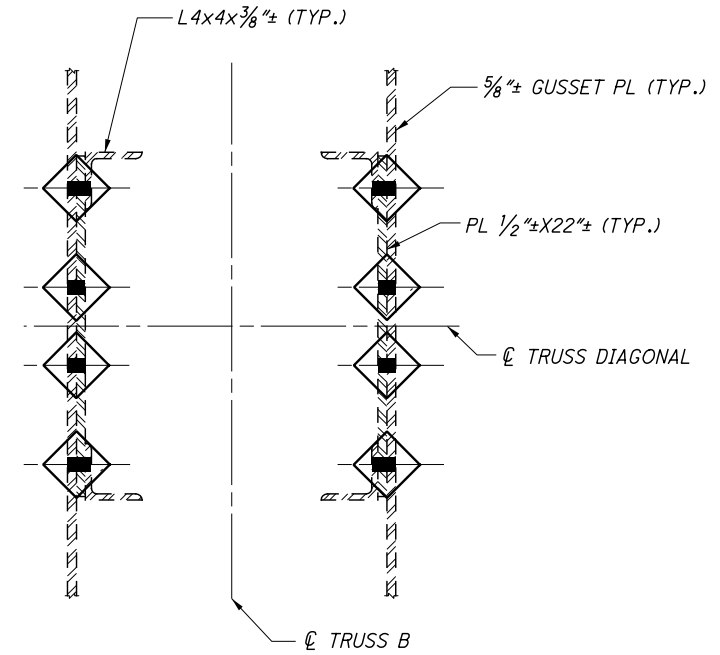 L4x4x3/8"± (TYP.)
5/8"± GUSSET PL (TYP.)
PL 1/2"±X22"± (TYP.)
℄ TRUSS DIAGONAL
℄ TRUSS B